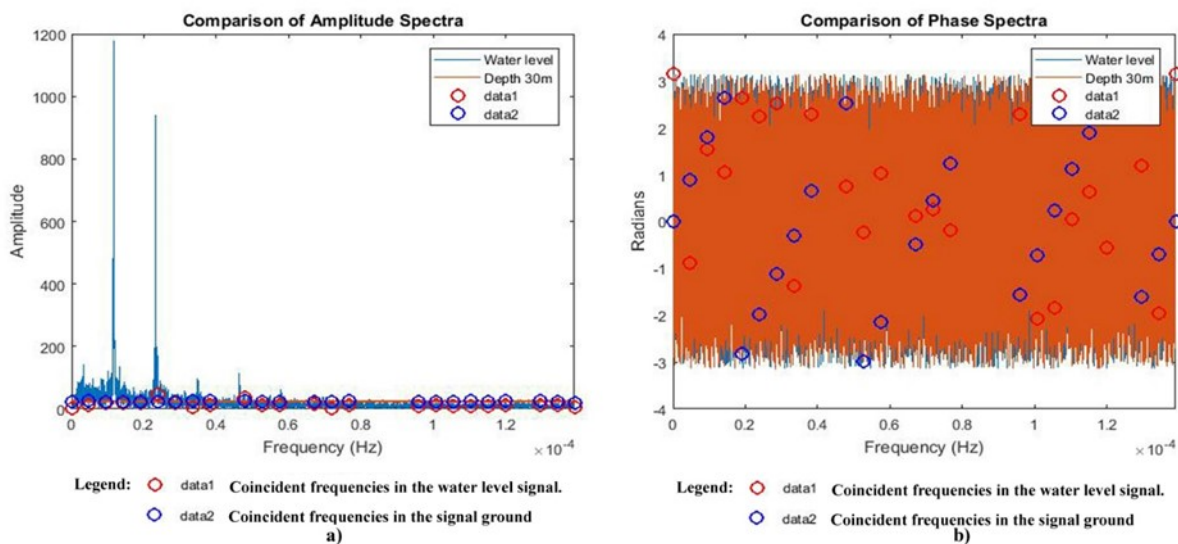 Comparison of Amplitude Spectra
1200
1000
800
600
400
200
0
Amplitude
0
0.2
0.4
0.6
0.8
1
1.2
Frequency (Hz)
×10⁻⁴
Water level
Depth 30m
data1
data2
Legend:
data1 Coincident frequencies in the water level signal.
data2 Coincident frequencies in the signal ground
a)
Comparison of Phase Spectra
4
3
2
1
0
-1
-2
-3
-4
Radians
0
0.2
0.4
0.6
0.8
1
1.2
Frequency (Hz)
×10⁻⁴
Water level
Depth 30m
data1
data2
Legend:
data1 Coincident frequencies in the water level signal.
data2 Coincident frequencies in the signal ground
b)